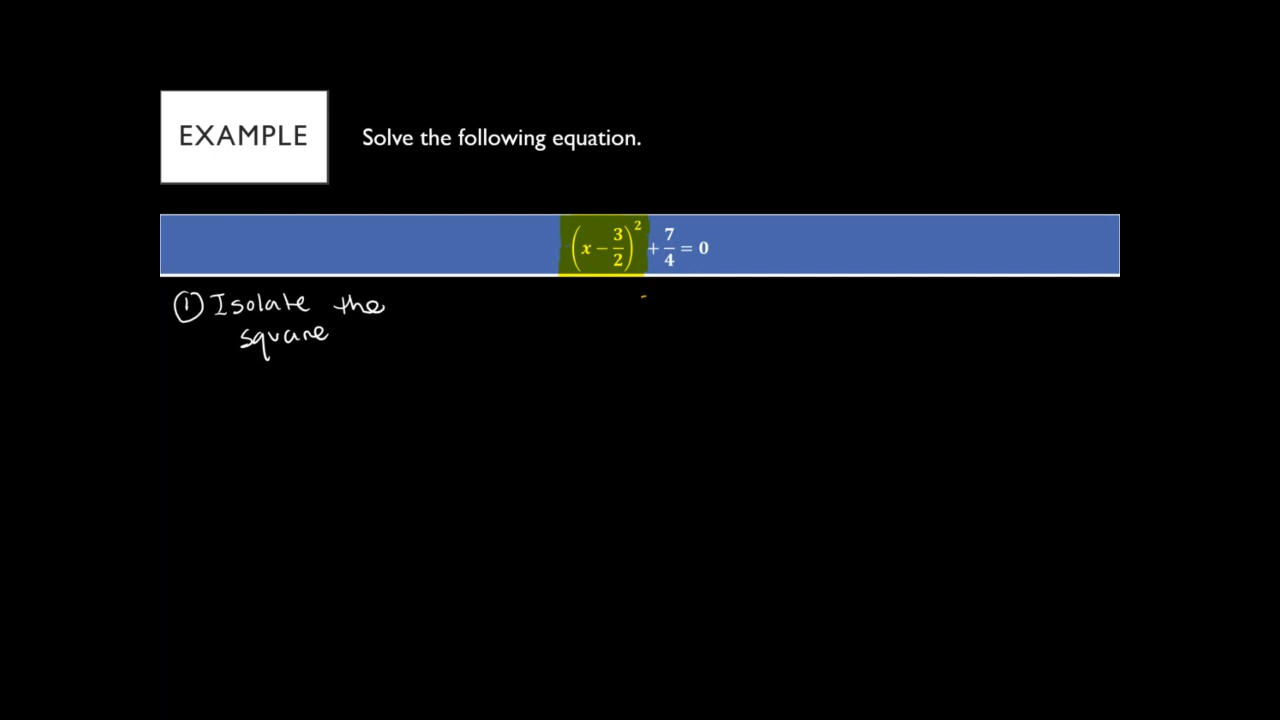 EXAMPLE
Solve the following equation.
(x − 3/2)² + 7/4 = 0
① Isolate the
square